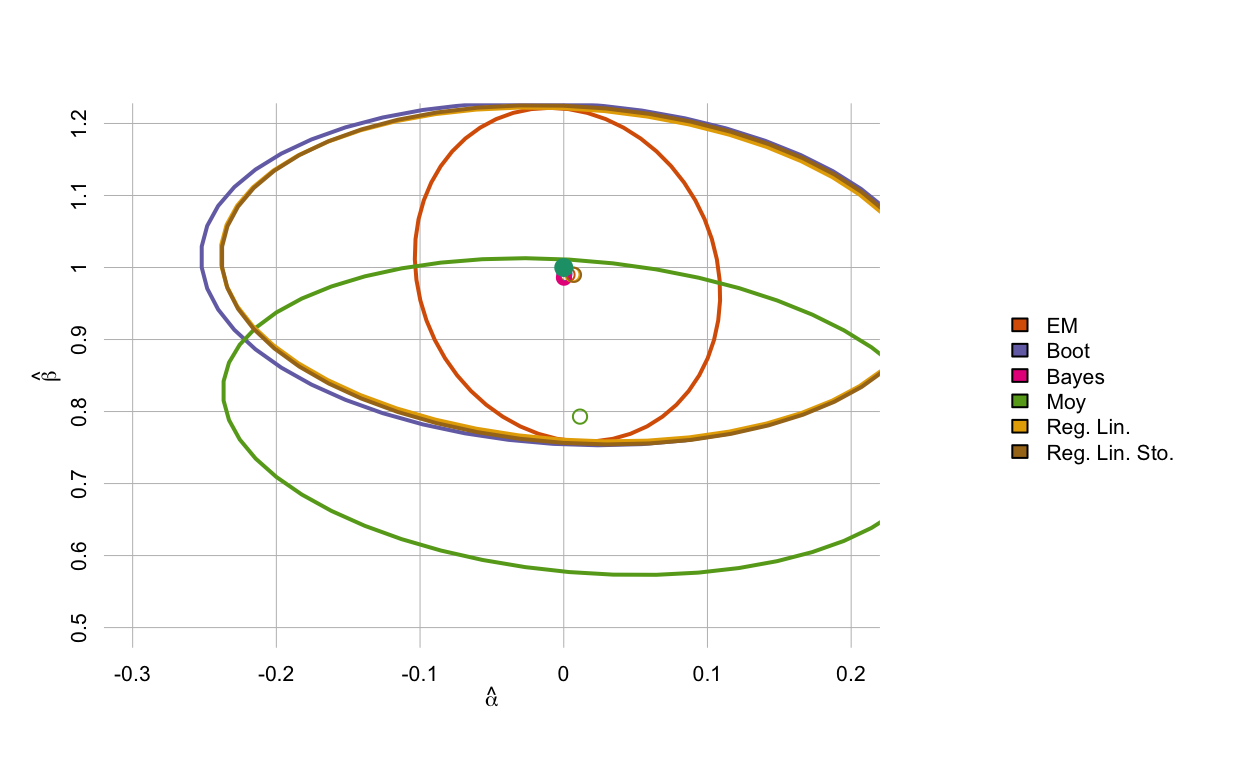 1.2
1.1
1
0.9
0.8
0.7
0.6
0.5
β̂
-0.3 -0.2 -0.1 0 0.1 0.2
α̂
EM
Boot
Bayes
Moy
Reg. Lin.
Reg. Lin. Sto.